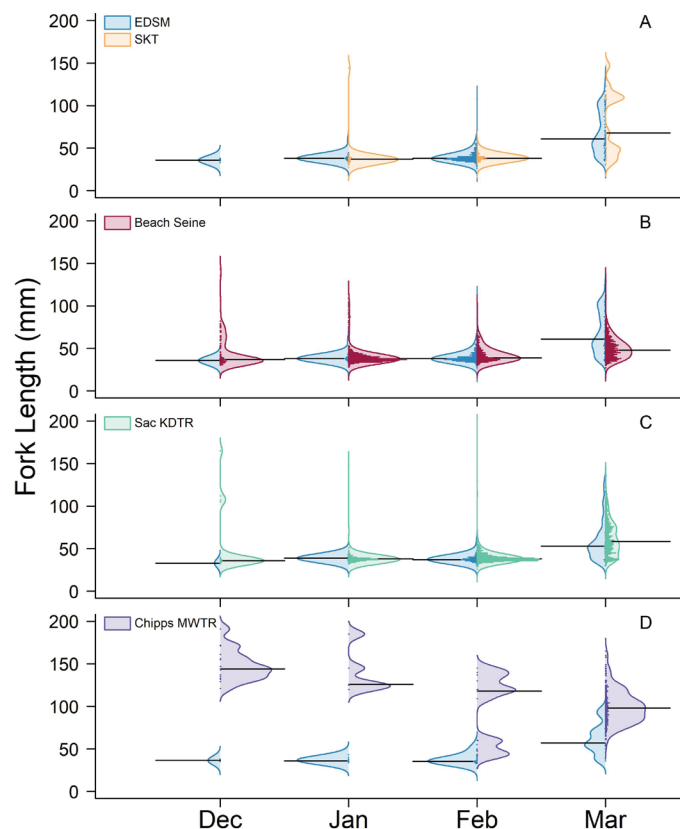 EDSM
SKT
A
200
150
100
50
0
Beach Seine
B
200
150
100
50
0
Sac KDTR
C
200
150
100
50
0
Chipps MWTR
D
200
150
100
50
0
Fork Length (mm)
Dec Jan Feb Mar